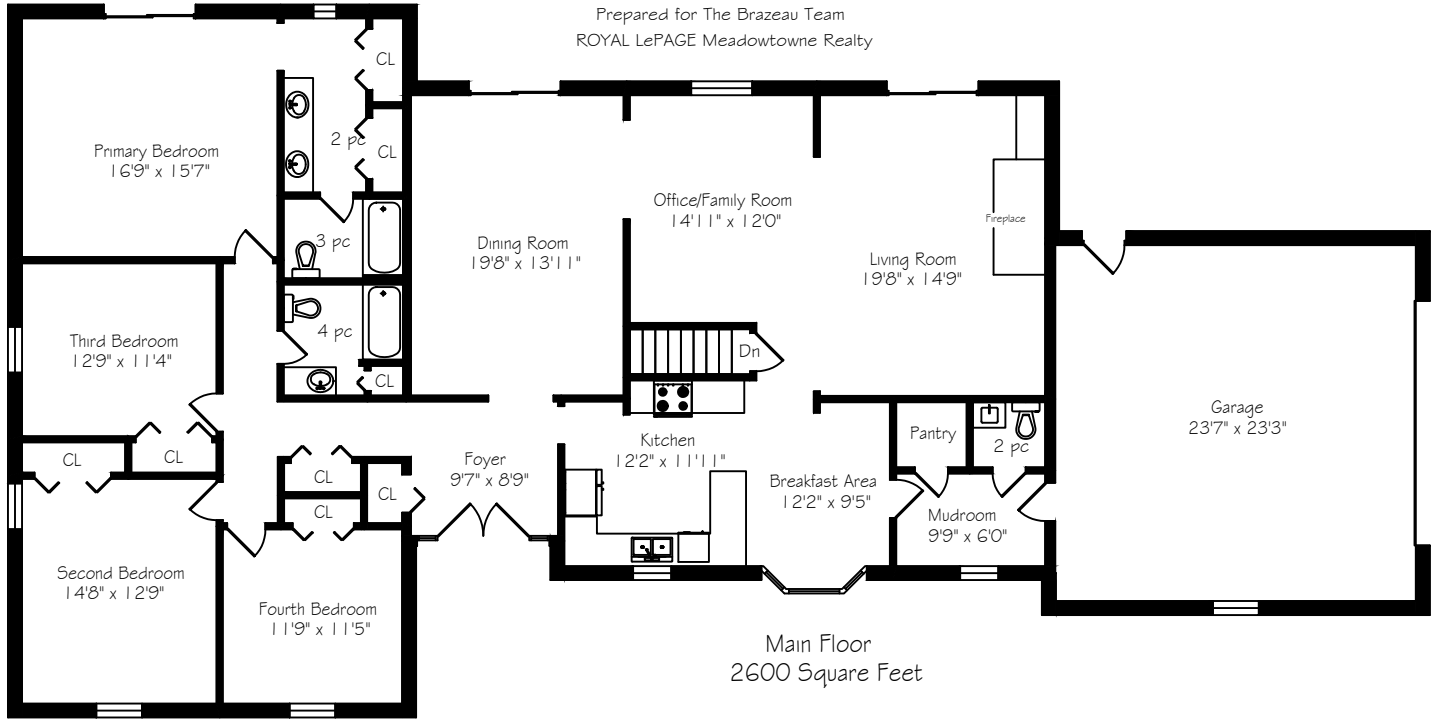 Prepared for The Brazeau Team
ROYAL LePAGE Meadowtowne Realty
CL
2 pc
CL
Primary Bedroom
16'9" x 15'7"
3 pc
Dining Room
19'8" x 13'11"
Office/Family Room
14'11" x 12'0"
Fireplace
Living Room
19'8" x 14'9"
4 pc
Third Bedroom
12'9" x 11'4"
Dn
CL
Garage
23'7" x 23'3"
Kitchen
12'2" x 11'11"
Pantry
2 pc
CL
CL
CL
Foyer
9'7" x 8'9"
Breakfast Area
12'2" x 9'5"
CL
CL
Mudroom
9'9" x 6'0"
Second Bedroom
14'8" x 12'9"
Fourth Bedroom
11'9" x 11'5"
Main Floor
2600 Square Feet